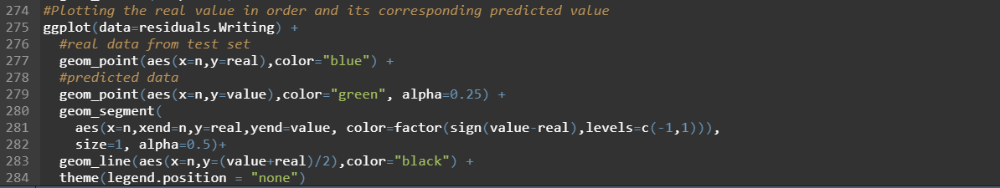 274 #Plotting the real value in order and its corresponding predicted value
275 ggplot(data=residuals.Writing) +
276 #real data from test set
277 geom_point(aes(x=n,y=real),color="blue") +
278 #predicted data
279 geom_point(aes(x=n,y=value),color="green", alpha=0.25) +
280 geom_segment(
281 aes(x=n,xend=n,y=real,yend=value, color=factor(sign(value-real),levels=c(-1,1))),
282 size=1, alpha=0.5)+
283 geom_line(aes(x=n,y=(value+real)/2),color="black") +
284 theme(legend.position = "none")